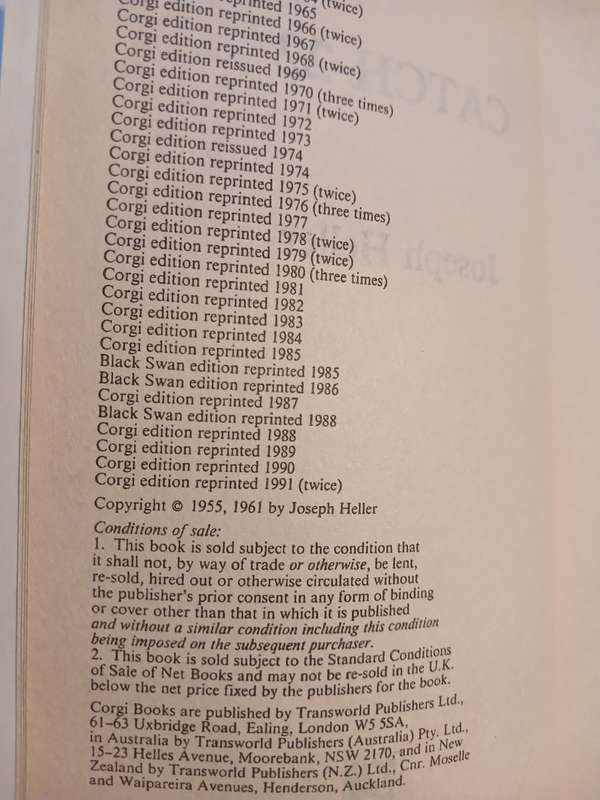 (twice)
reprinted 1965
Corgi edition reprinted 1966 (twice)
Corgi edition reprinted 1967
Corgi edition reprinted 1968 (twice)
Corgi edition reissued 1969
Corgi edition reprinted 1970 (three times)
Corgi edition reprinted 1971 (twice)
Corgi edition reprinted 1972
Corgi edition reprinted 1973
Corgi edition reissued 1974
Corgi edition reprinted 1974
Corgi edition reprinted 1975 (twice)
Corgi edition reprinted 1976 (three times)
Corgi edition reprinted 1977
Corgi edition reprinted 1978 (twice)
Corgi edition reprinted 1979 (twice)
Corgi edition reprinted 1980 (three times)
Corgi edition reprinted 1981
Corgi edition reprinted 1982
Corgi edition reprinted 1983
Corgi edition reprinted 1984
Corgi edition reprinted 1985
Black Swan edition reprinted 1985
Black Swan edition reprinted 1986
Corgi edition reprinted 1987
Black Swan edition reprinted 1988
Corgi edition reprinted 1988
Corgi edition reprinted 1989
Corgi edition reprinted 1990
Corgi edition reprinted 1991 (twice)
Copyright © 1955, 1961 by Joseph Heller
Conditions of sale:
1. This book is sold subject to the condition that
it shall not, by way of trade or otherwise, be lent,
re-sold, hired out or otherwise circulated without
the publisher's prior consent in any form of binding
or cover other than that in which it is published
and without a similar condition including this condition
being imposed on the subsequent purchaser.
2. This book is sold subject to the Standard Conditions
of Sale of Net Books and may not be re-sold in the U.K.
below the net price fixed by the publishers for the book.
Corgi Books are published by Transworld Publishers Ltd.,
61–63 Uxbridge Road, Ealing, London W5 5SA,
in Australia by Transworld Publishers (Australia) Pty. Ltd.,
15–23 Helles Avenue, Moorebank, NSW 2170, and in New
Zealand by Transworld Publishers (N.Z.) Ltd., Cnr. Moselle
and Waipareira Avenues, Henderson, Auckland.
CATCH
Joseph H